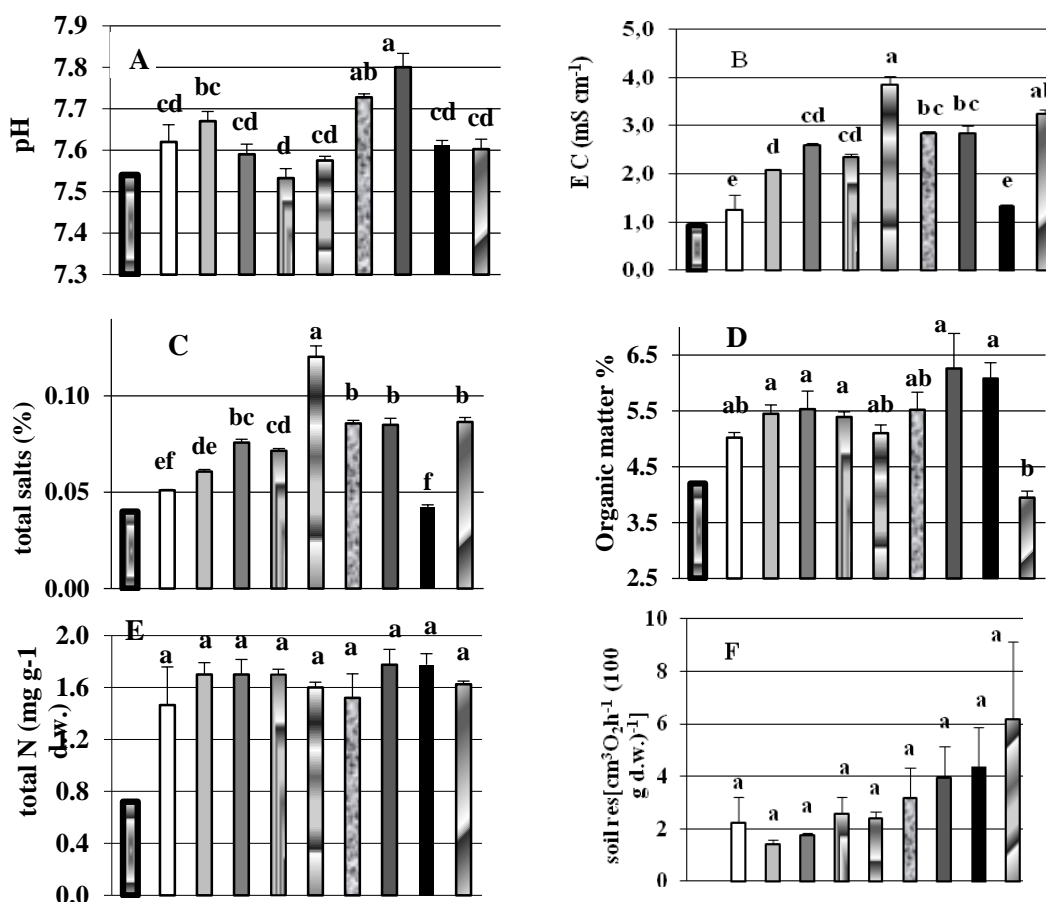 7.9
7.8
7.7
7.6
7.5
7.4
7.3
pH
A
cd
bc
cd
d
cd
ab
a
cd
cd
5,0
4,0
3,0
2,0
1,0
0,0
E C (mS cm⁻¹)
B
e
d
cd
cd
a
bc
bc
e
ab
0.10
0.05
0.00
total salts (%)
C
ef
de
bc
cd
a
b
b
f
b
6.5
5.5
4.5
3.5
2.5
Organic matter %
D
ab
a
a
a
ab
ab
a
a
b
2.0
1.6
1.2
0.8
0.4
0.0
total N (mg g-1
d.w.)
E
a
a
a
a
a
a
a
a
a
10
8
6
4
2
0
soil res[cm³O₂h⁻¹ (100
g d.w.)⁻¹]
F
a
a
a
a
a
a
a
a
a